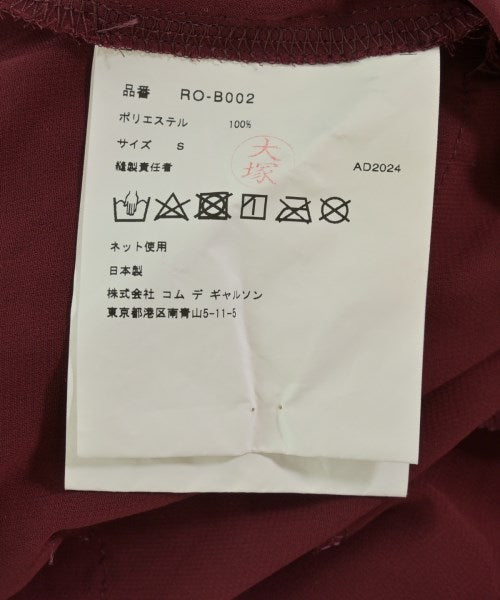 品番 RO-B002
ポリエステル 100%
サイズ S
大塚
縫製責任者 AD2024
ネット使用
日本製
株式会社 コム デ ギャルソン
東京都港区南青山5-11-5